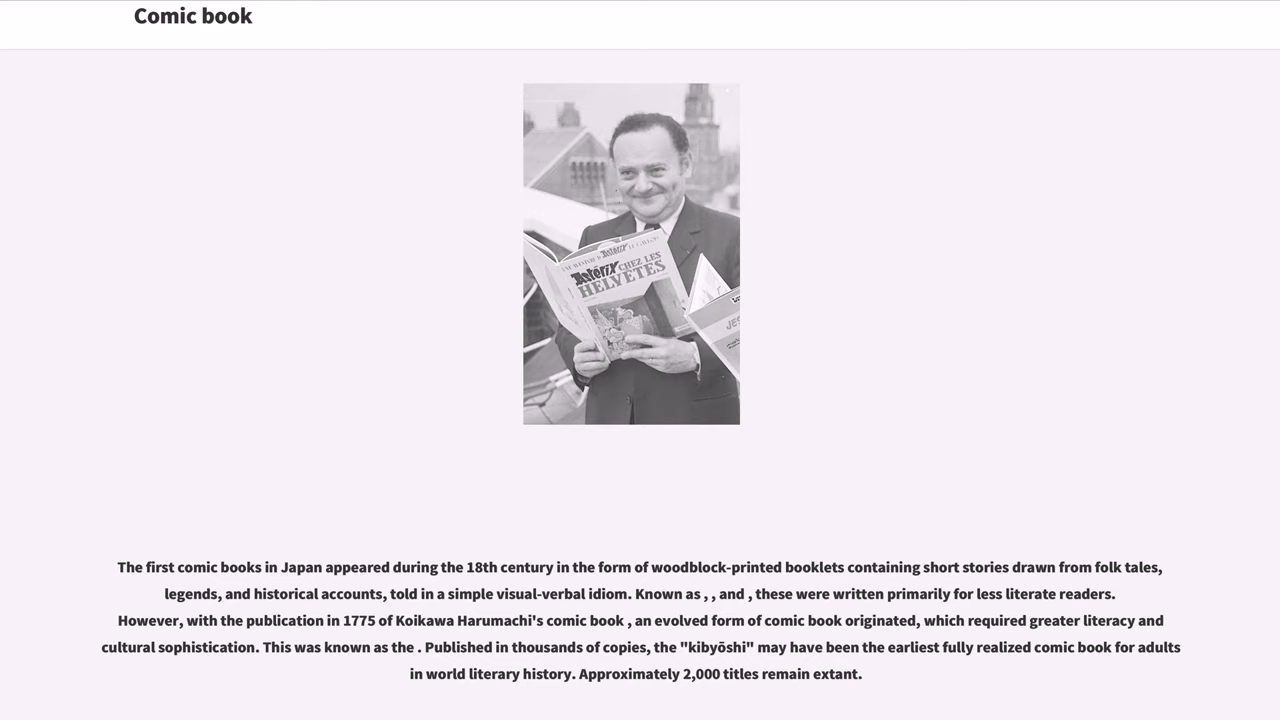 Comic book
Astérix CHEZ LES
HELVÈTES
The first comic books in Japan appeared during the 18th century in the form of woodblock-printed booklets containing short stories drawn from folk tales,
legends, and historical accounts, told in a simple visual-verbal idiom. Known as , , and , these were written primarily for less literate readers.
However, with the publication in 1775 of Koikawa Harumachi's comic book , an evolved form of comic book originated, which required greater literacy and
cultural sophistication. This was known as the . Published in thousands of copies, the "kibyōshi" may have been the earliest fully realized comic book for adults
in world literary history. Approximately 2,000 titles remain extant.